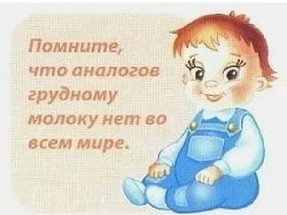 Помните,
что аналогов
грудному
молоку нет во
всем мире.